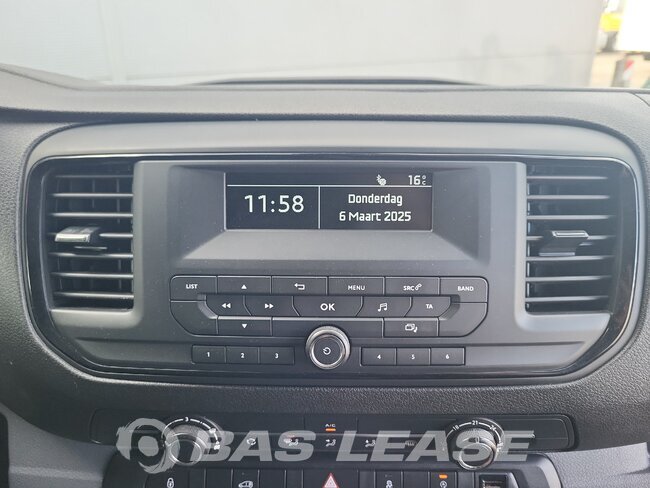 16°C
11:58
Donderdag
6 Maart 2025
LIST MENU SRC BAND
OK TA
1 2 3 4 5 6
A/C
BAS LEASE